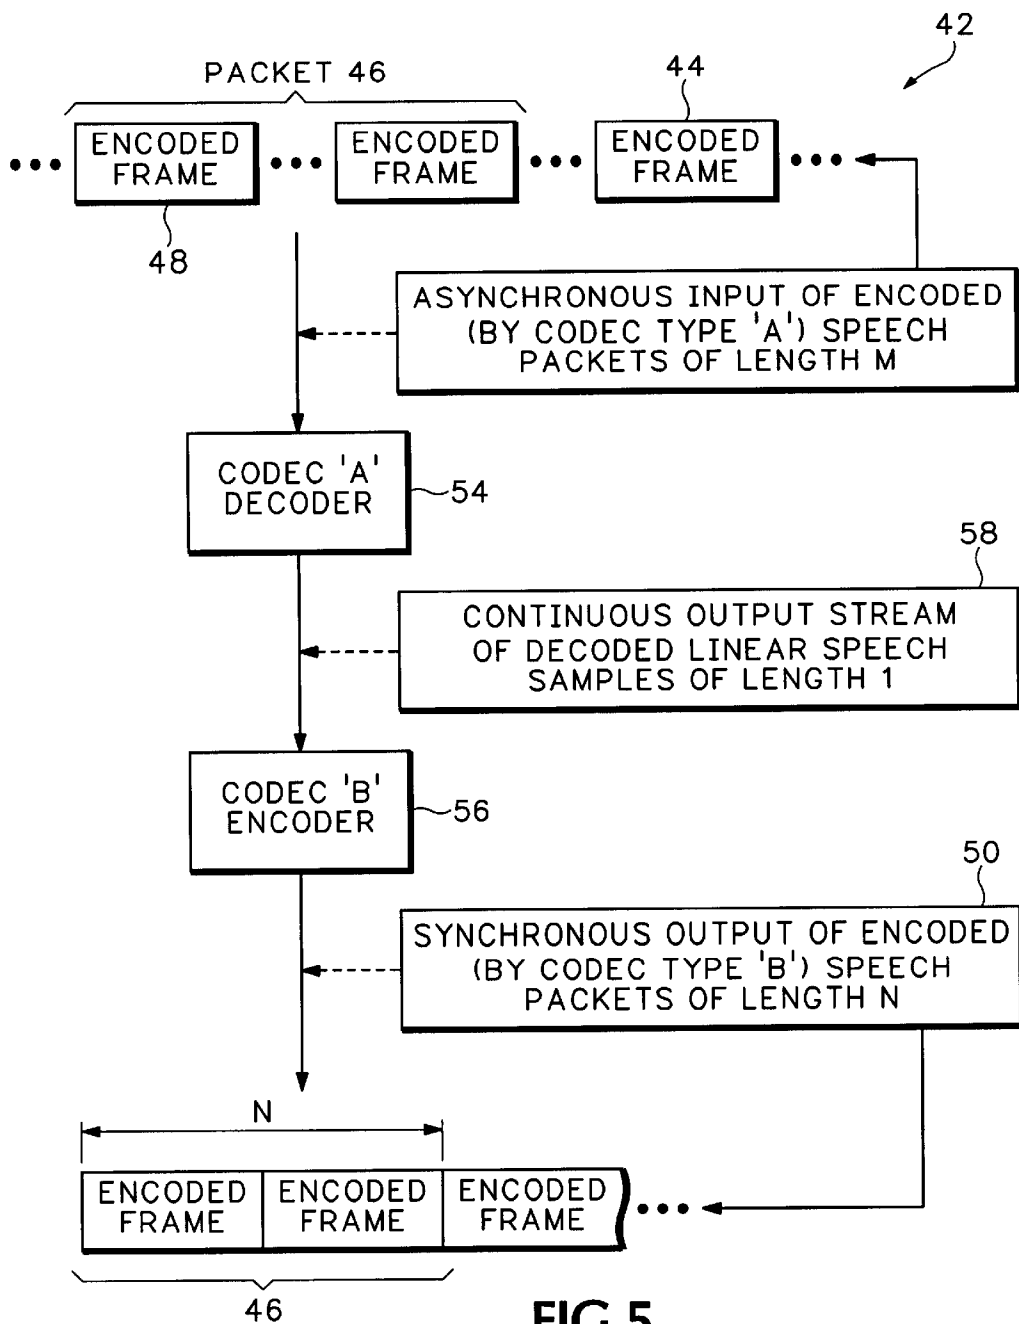 42
PACKET 46
44
ENCODED
FRAME
ENCODED
FRAME
ENCODED
FRAME
48
ASYNCHRONOUS INPUT OF ENCODED
(BY CODEC TYPE 'A') SPEECH
PACKETS OF LENGTH M
CODEC 'A'
DECODER
54
58
CONTINUOUS OUTPUT STREAM
OF DECODED LINEAR SPEECH
SAMPLES OF LENGTH 1
CODEC 'B'
ENCODER
56
50
SYNCHRONOUS OUTPUT OF ENCODED
(BY CODEC TYPE 'B') SPEECH
PACKETS OF LENGTH N
N
ENCODED
FRAME
ENCODED
FRAME
ENCODED
FRAME
46
FIG.5